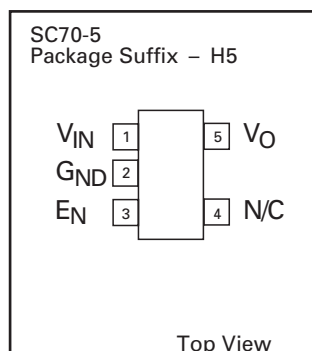 SC70-5
Package Suffix – H5
VIN 1 5 VO
GND 2
EN 3 4 N/C
Top View